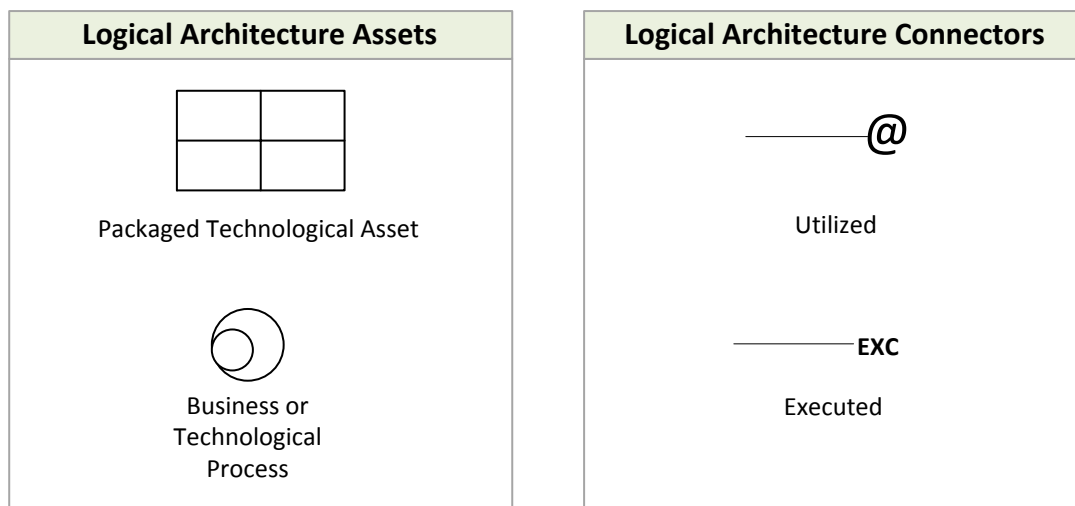 Logical Architecture Assets
Packaged Technological Asset
Business or
Technological
Process
Logical Architecture Connectors
@
Utilized
EXC
Executed